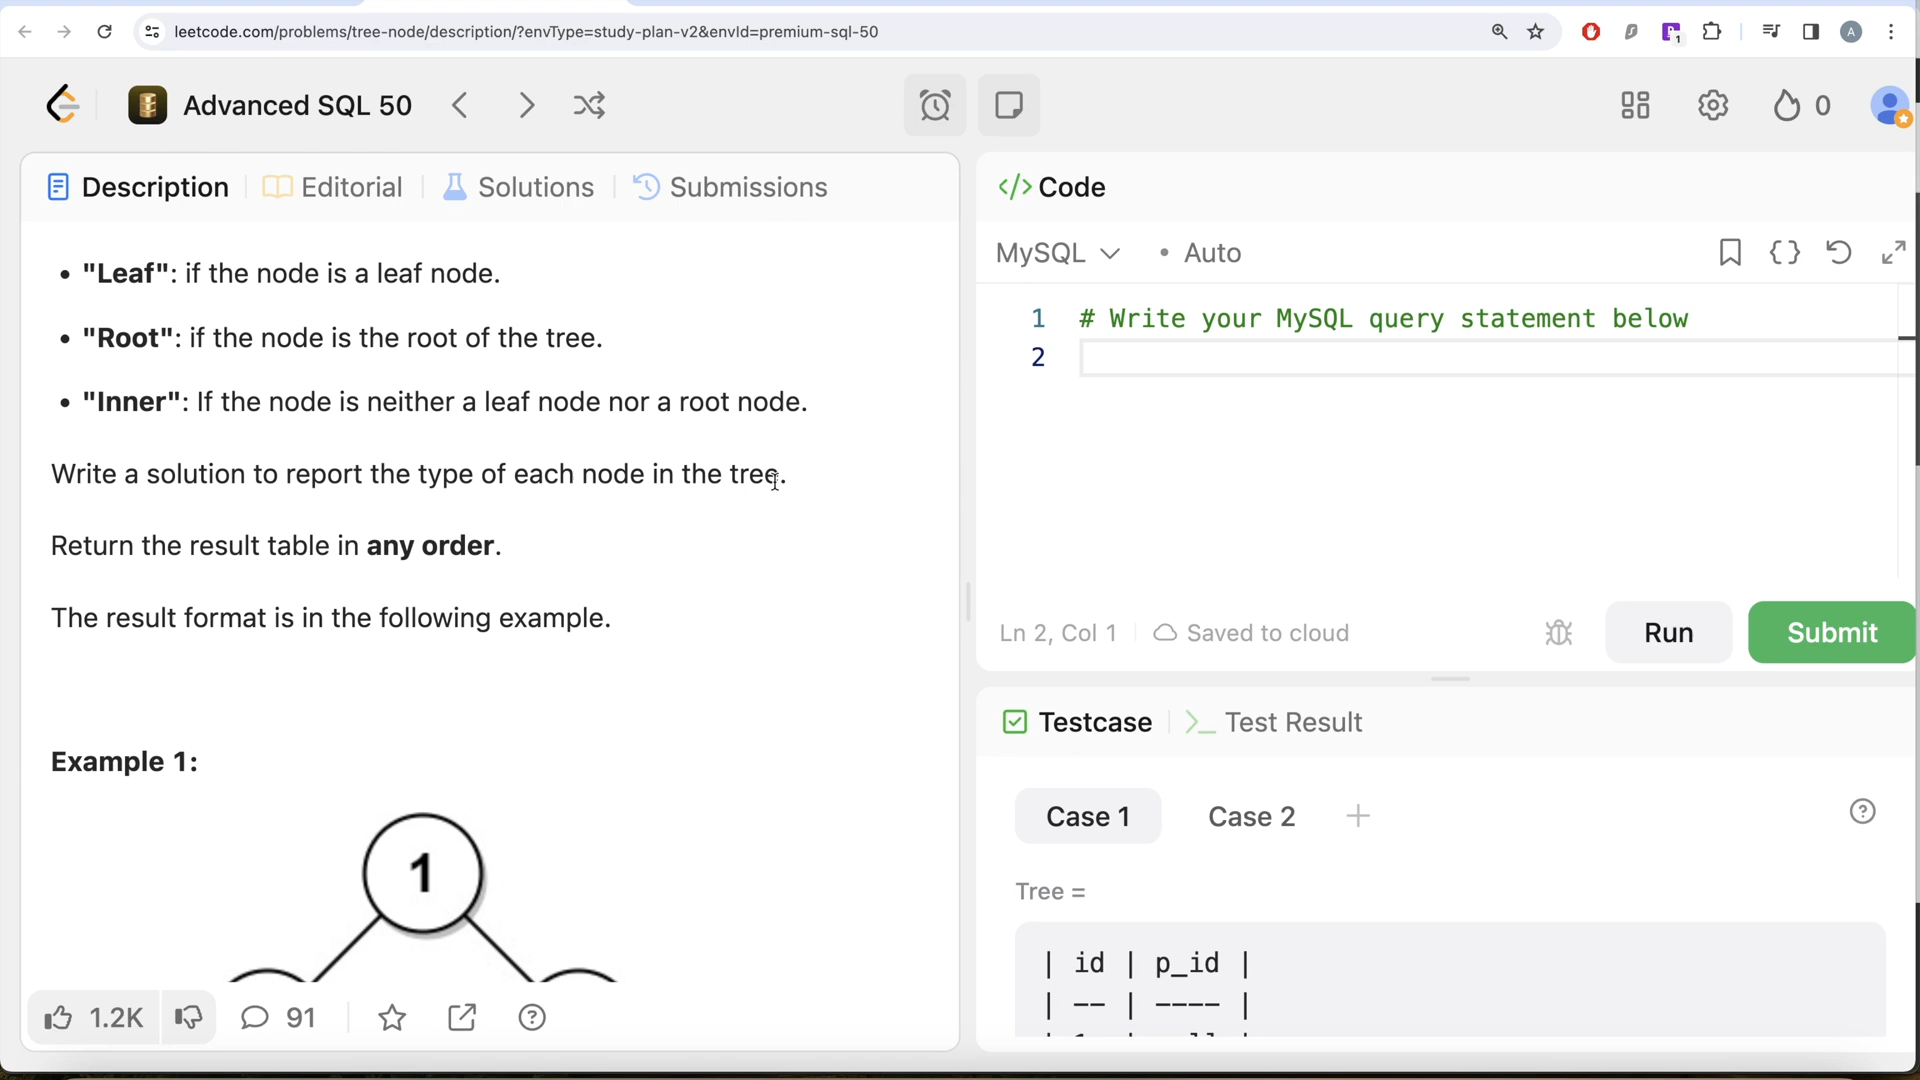 leetcode.com/problems/tree-node/description/?envType=study-plan-v2&envId=premium-sql-50
1
A
Advanced SQL 50
0
Description
Editorial
Solutions
Submissions
• "Leaf": if the node is a leaf node.
• "Root": if the node is the root of the tree.
• "Inner": If the node is neither a leaf node nor a root node.
Write a solution to report the type of each node in the tree.
Return the result table in any order.
The result format is in the following example.
Example 1:
1
1.2K
91
</> Code
MySQL
• Auto
1 # Write your MySQL query statement below
2
Ln 2, Col 1
Saved to cloud
Run
Submit
Testcase
>_ Test Result
Case 1
Case 2
Tree =
| id | p_id |
| -- | ---- |